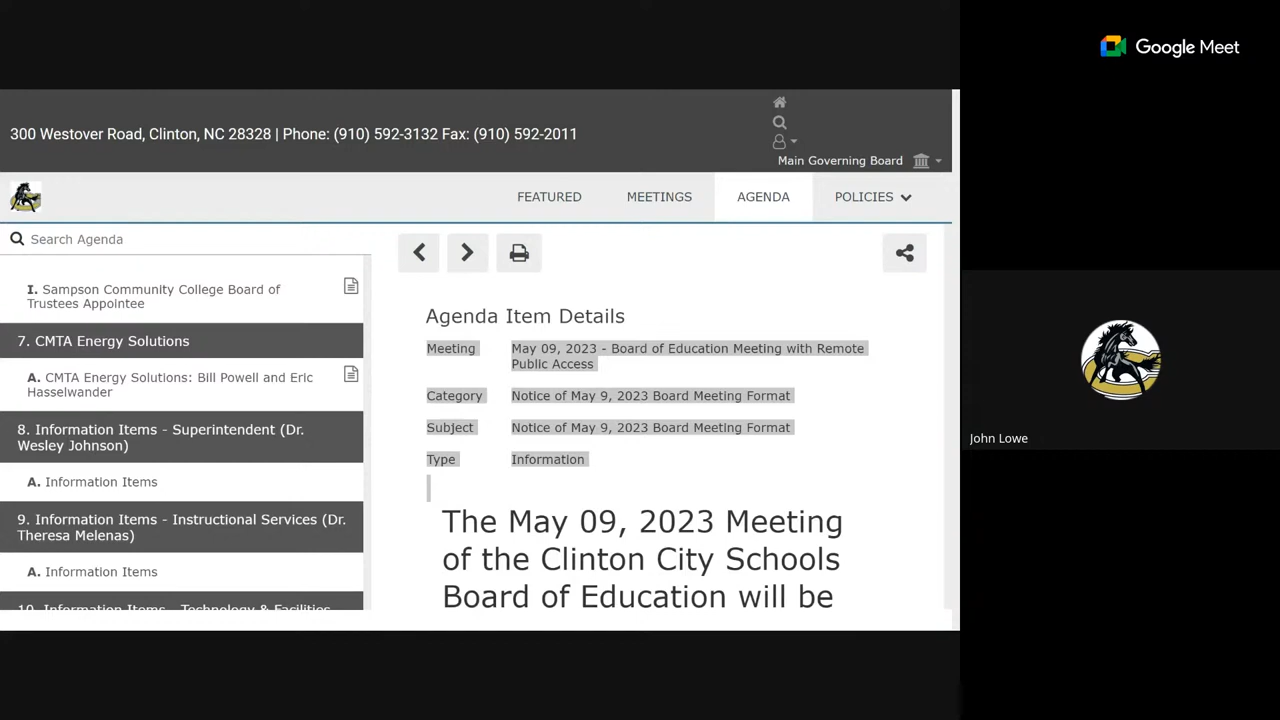 Google Meet
300 Westover Road, Clinton, NC 28328 | Phone: (910) 592-3132 Fax: (910) 592-2011
Main Governing Board
FEATURED
MEETINGS
AGENDA
POLICIES
Search Agenda
I. Sampson Community College Board of
Trustees Appointee
7. CMTA Energy Solutions
A. CMTA Energy Solutions: Bill Powell and Eric
Hasselwander
8. Information Items - Superintendent (Dr.
Wesley Johnson)
A. Information Items
9. Information Items - Instructional Services (Dr.
Theresa Melenas)
A. Information Items
10. Information Items - Technology & Facilities
Agenda Item Details
Meeting May 09, 2023 - Board of Education Meeting with Remote
Public Access
Category Notice of May 9, 2023 Board Meeting Format
Subject Notice of May 9, 2023 Board Meeting Format
Type Information
The May 09, 2023 Meeting
of the Clinton City Schools
Board of Education will be
John Lowe